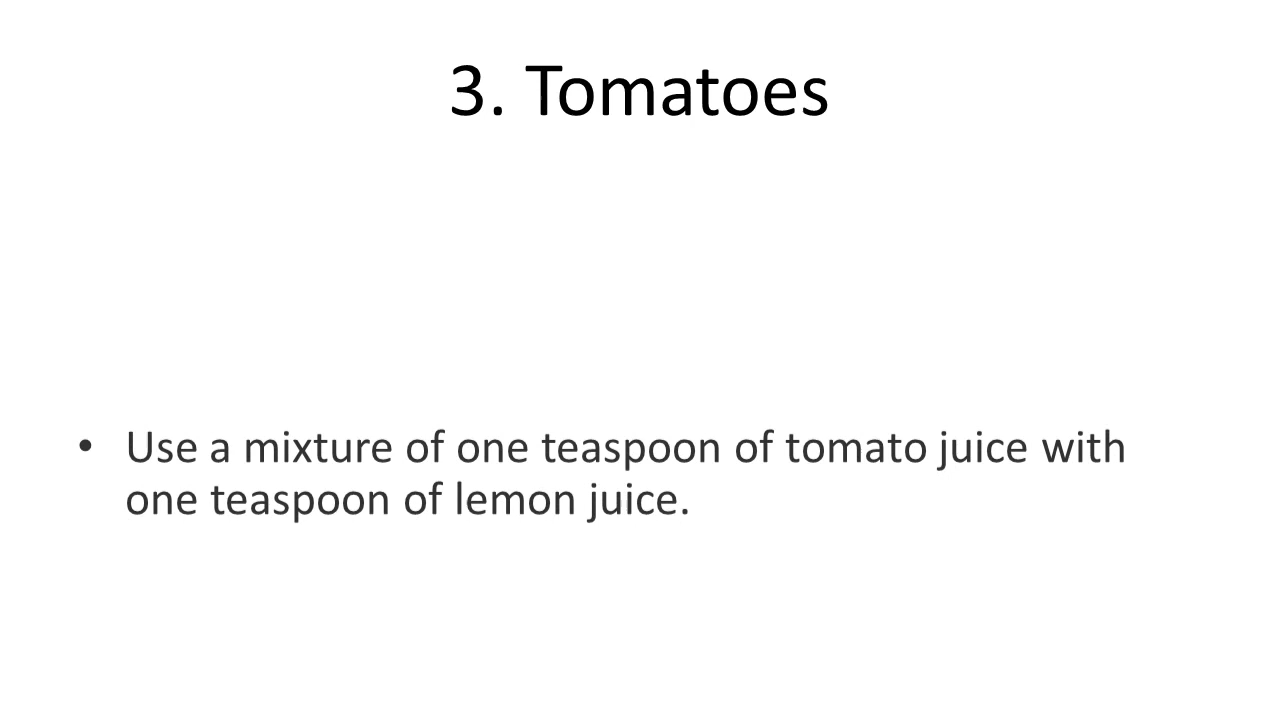 3. Tomatoes
• Use a mixture of one teaspoon of tomato juice with
one teaspoon of lemon juice.